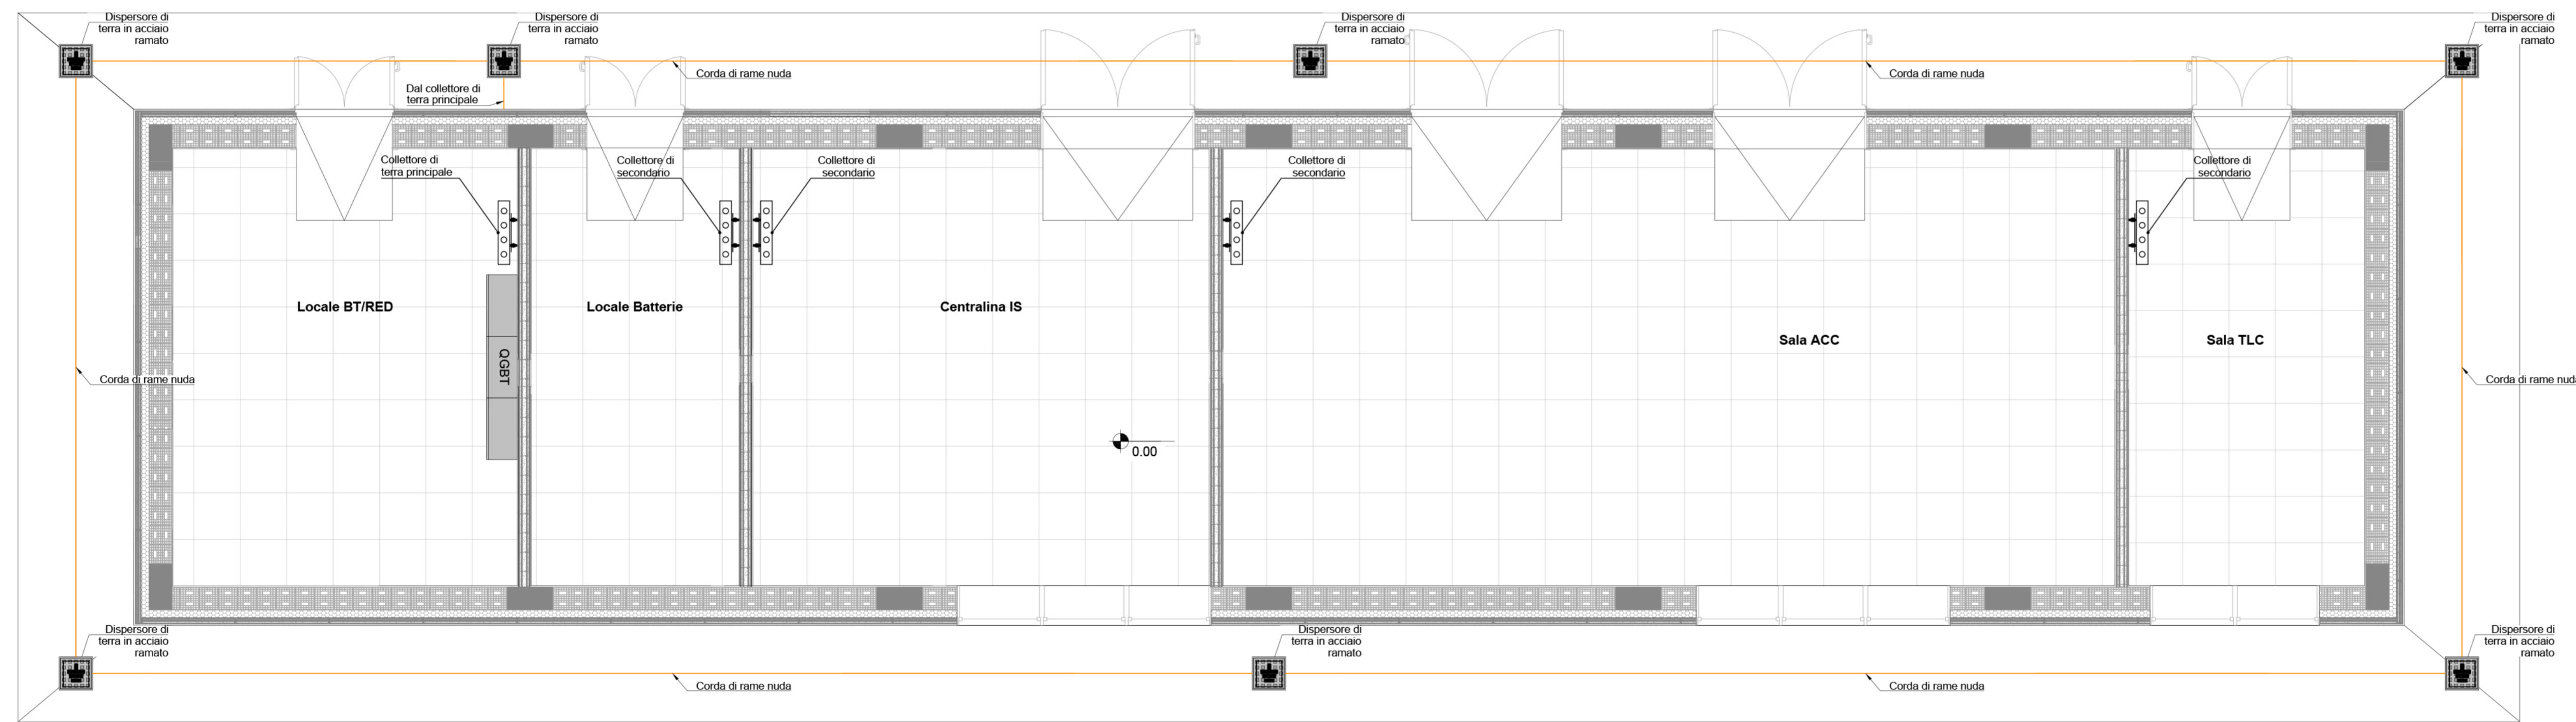 Dispersore di
terra in acciaio
ramato
Dispersore di
terra in acciaio
ramato
Dispersore di
terra in acciaio
ramato
Dispersore di
terra in acciaio
ramato
Corda di rame nuda
Corda di rame nuda
Dal collettore di
terra principale
Collettore di
terra principale
Collettore di
secondario
Collettore di
secondario
Collettore di
secondario
Collettore di
secondario
Locale BT/RED
Locale Batterie
Centralina IS
Sala ACC
Sala TLC
QGBT
Corda di rame nuda
Corda di rame nud
0.00
Dispersore di
terra in acciaio
ramato
Dispersore di
terra in acciaio
ramato
Dispersore di
terra in acciaio
ramato
Corda di rame nuda
Corda di rame nuda